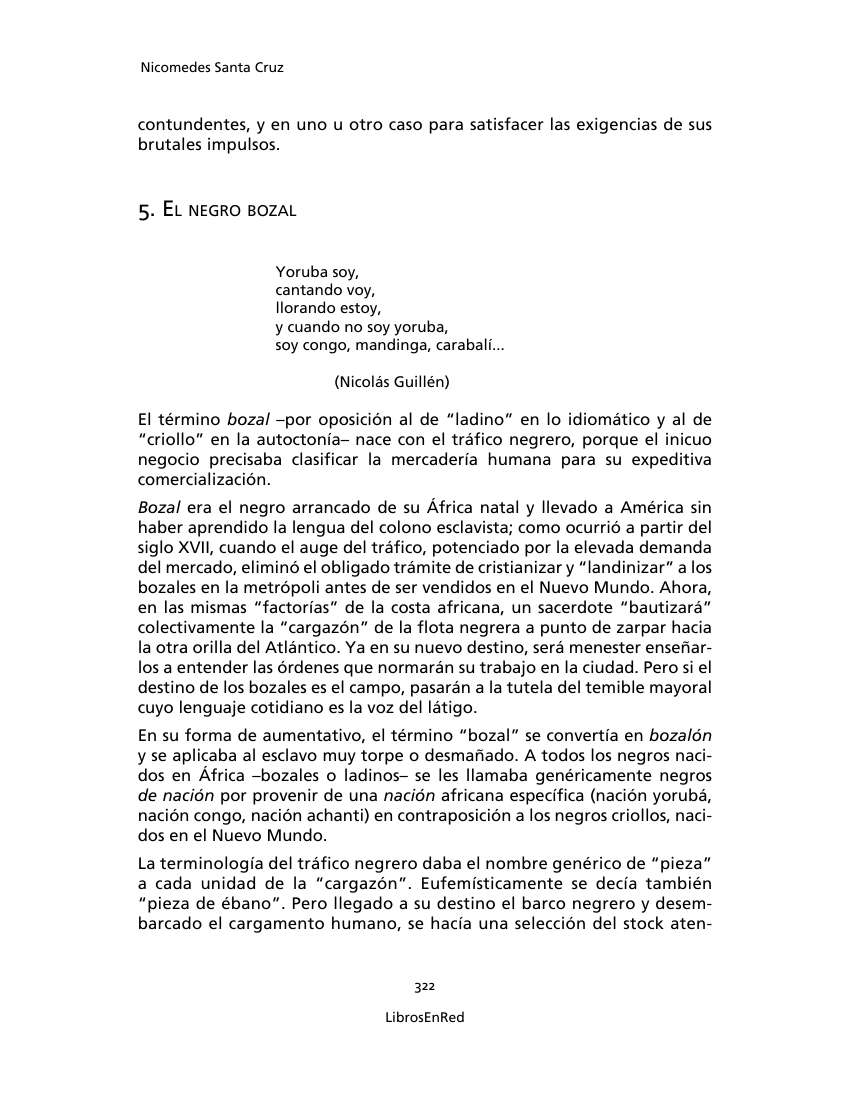 Nicomedes Santa Cruz
contundentes, y en uno u otro caso para satisfacer las exigencias de sus
brutales impulsos.
5. El negro bozal
Yoruba soy,
cantando voy,
llorando estoy,
y cuando no soy yoruba,
soy congo, mandinga, carabalí...
(Nicolás Guillén)
El término bozal –por oposición al de “ladino” en lo idiomático y al de
“criollo” en la autoctonía– nace con el tráfico negrero, porque el inicuo
negocio precisaba clasificar la mercadería humana para su expeditiva
comercialización.
Bozal era el negro arrancado de su África natal y llevado a América sin
haber aprendido la lengua del colono esclavista; como ocurrió a partir del
siglo XVII, cuando el auge del tráfico, potenciado por la elevada demanda
del mercado, eliminó el obligado trámite de cristianizar y “landinizar” a los
bozales en la metrópoli antes de ser vendidos en el Nuevo Mundo. Ahora,
en las mismas “factorías” de la costa africana, un sacerdote “bautizará”
colectivamente la “cargazón” de la flota negrera a punto de zarpar hacia
la otra orilla del Atlántico. Ya en su nuevo destino, será menester enseñar-
los a entender las órdenes que normarán su trabajo en la ciudad. Pero si el
destino de los bozales es el campo, pasarán a la tutela del temible mayoral
cuyo lenguaje cotidiano es la voz del látigo.
En su forma de aumentativo, el término “bozal” se convertía en bozalón
y se aplicaba al esclavo muy torpe o desmañado. A todos los negros naci-
dos en África –bozales o ladinos– se les llamaba genéricamente negros
de nación por provenir de una nación africana específica (nación yorubá,
nación congo, nación achanti) en contraposición a los negros criollos, naci-
dos en el Nuevo Mundo.
La terminología del tráfico negrero daba el nombre genérico de “pieza”
a cada unidad de la “cargazón”. Eufemísticamente se decía también
“pieza de ébano”. Pero llegado a su destino el barco negrero y desem-
barcado el cargamento humano, se hacía una selección del stock aten-
322
LibrosEnRed